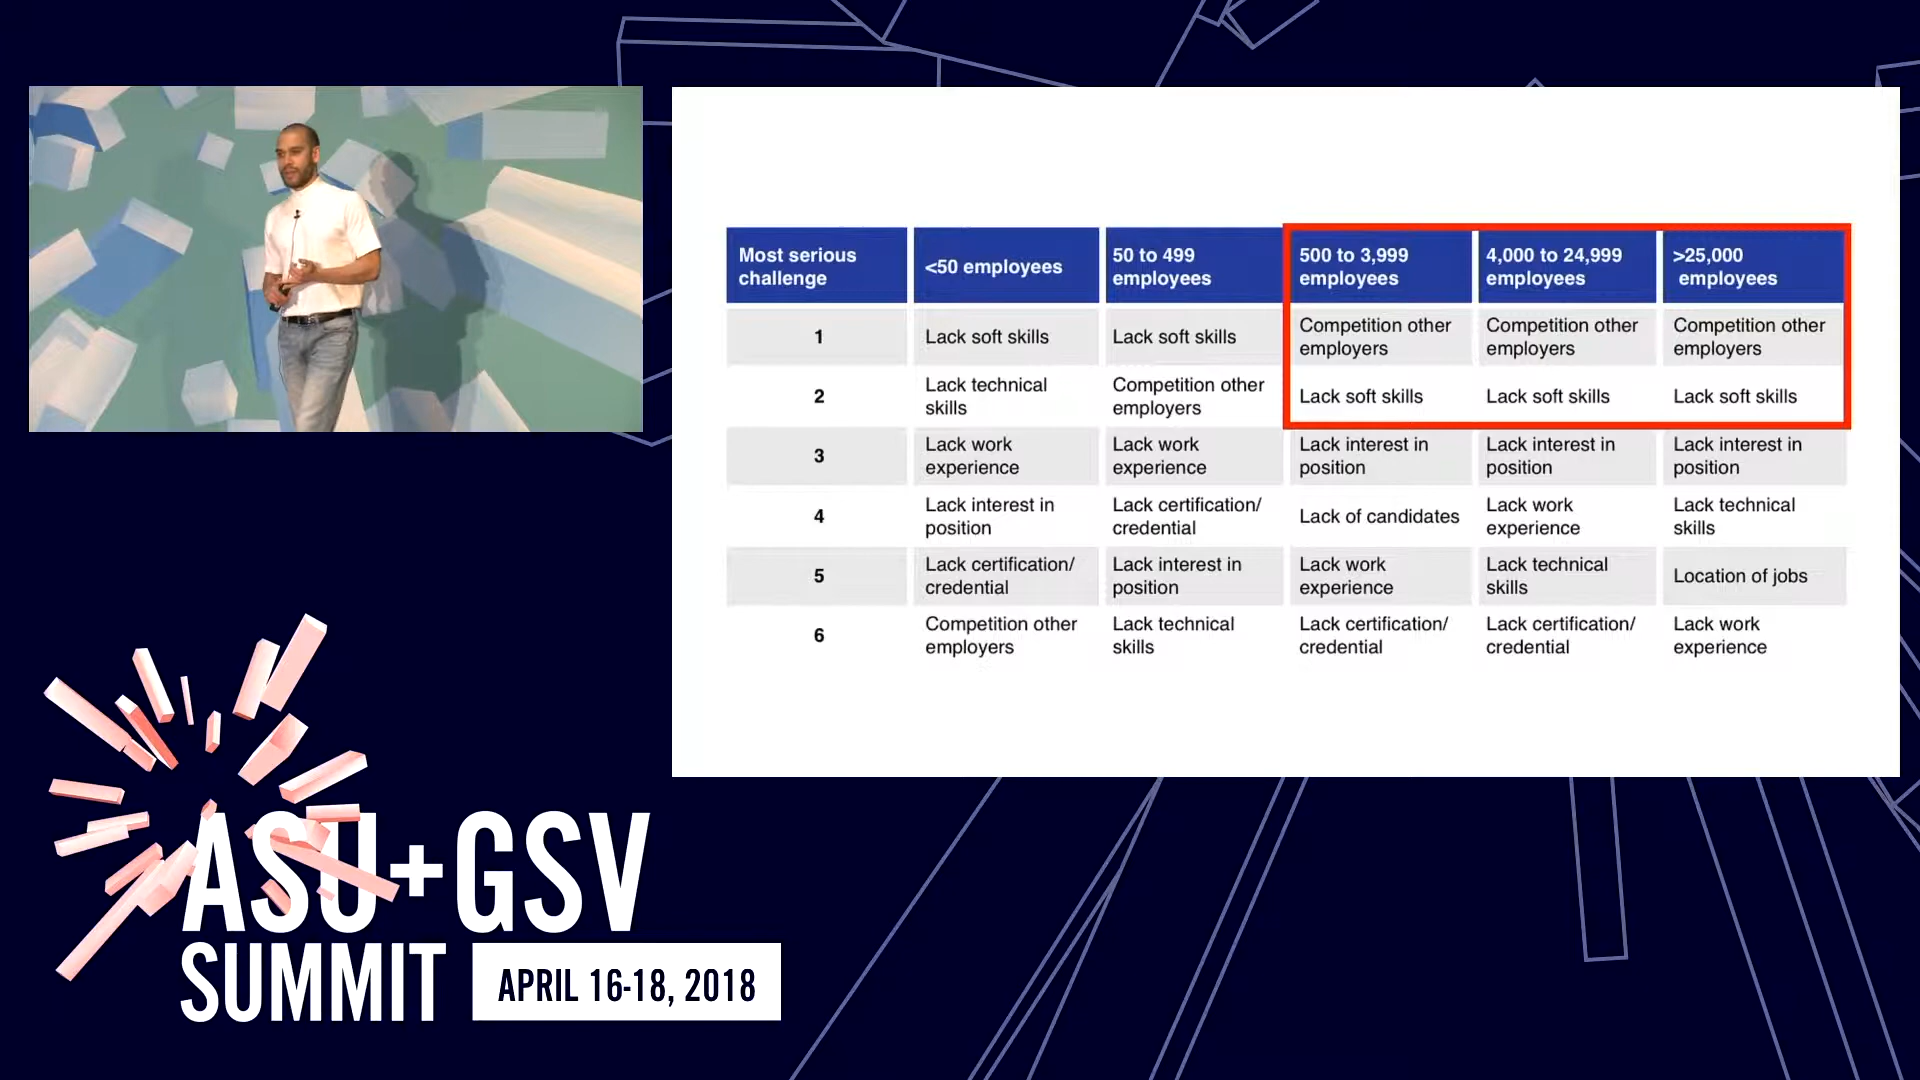 Most serious
challenge
<50 employees
50 to 499
employees
500 to 3,999
employees
4,000 to 24,999
employees
>25,000
employees
1
Lack soft skills
Lack soft skills
Competition other
employers
Competition other
employers
Competition other
employers
2
Lack technical
skills
Competition other
employers
Lack soft skills
Lack soft skills
Lack soft skills
3
Lack work
experience
Lack work
experience
Lack interest in
position
Lack interest in
position
Lack interest in
position
4
Lack interest in
position
Lack certification/
credential
Lack of candidates
Lack work
experience
Lack technical
skills
5
Lack certification/
credential
Lack interest in
position
Lack work
experience
Lack technical
skills
Location of jobs
6
Competition other
employers
Lack technical
skills
Lack certification/
credential
Lack certification/
credential
Lack work
experience
ASU+GSV
SUMMIT
APRIL 16-18, 2018